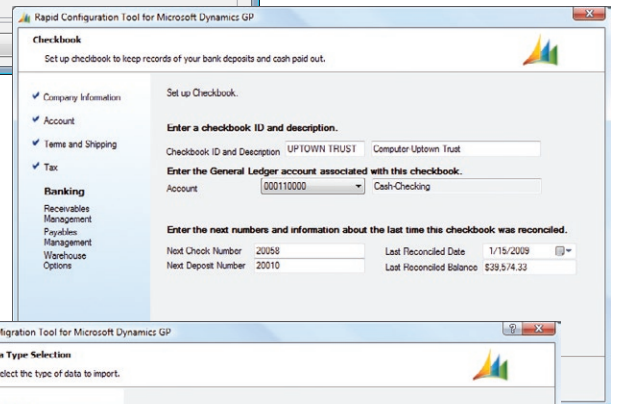 Rapid Configuration Tool for Microsoft Dynamics GP
Checkbook
Set up checkbook to keep records of your bank deposits and cash paid out.
Company Information
Account
Terms and Shipping
Tax
Banking
Receivables
Management
Payables
Management
Warehouse
Options
Set up Checkbook.
Enter a checkbook ID and description.
Checkbook ID and Description UPTOWN TRUST Computer Uptown Trust
Enter the General Ledger account associated with this checkbook.
Account 000110000 Cash-Checking
Enter the next numbers and information about the last time this checkbook was reconciled.
Next Check Number 20058 Last Reconciled Date 1/15/2009
Next Deposit Number 20010 Last Reconciled Balance $39,574.33
Migration Tool for Microsoft Dynamics GP
a Type Selection
elect the type of data to import.